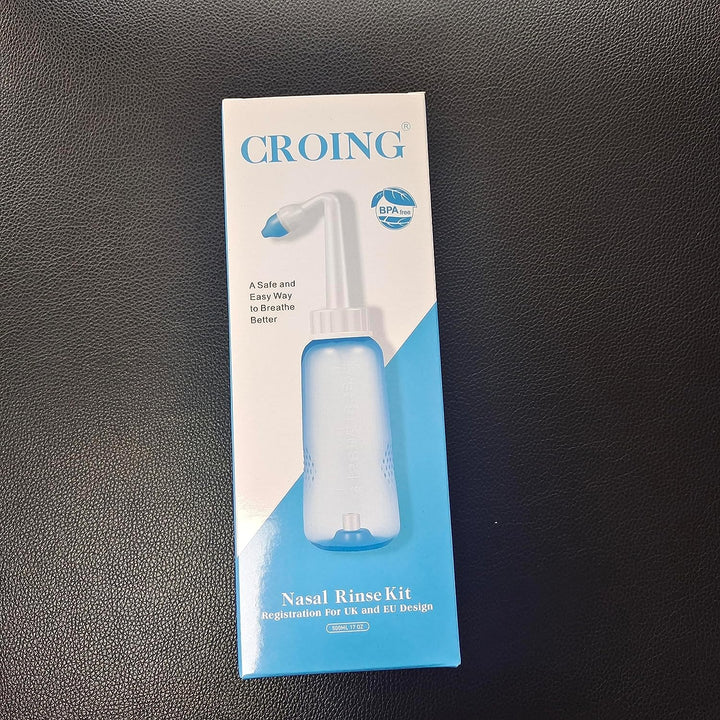 CROING®
BPA free
A Safe and
Easy Way
to Breathe
Better
Nasal Rinse Kit
Registration For UK and EU Design
500ML 17 OZ